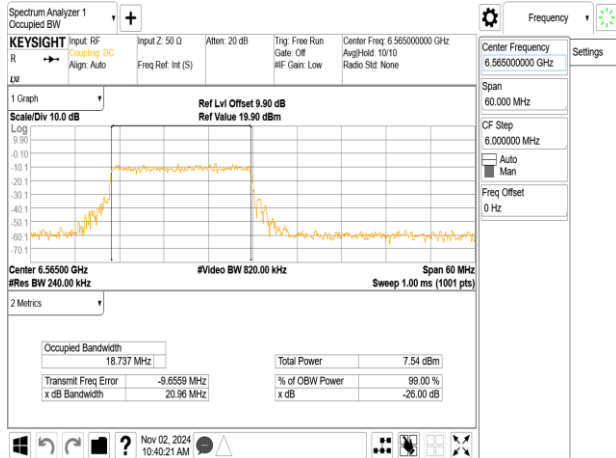 Spectrum Analyzer 1
Occupied BW
Frequency
KEYSIGHT
R
LXI
Input: RF
Coupling: DC
Align: Auto
Input Z: 50 Ω
Freq Ref: Int (S)
Atten: 20 dB
Trig: Free Run
Gate: Off
#IF Gain: Low
Center Freq: 6.565000000 GHz
Avg|Hold: 10/10
Radio Std: None
Center Frequency
6.565000000 GHz
Settings
Span
60.000 MHz
CF Step
6.000000 MHz
Auto
Man
Freq Offset
0 Hz
1 Graph
Ref Lvl Offset 9.90 dB
Scale/Div 10.0 dB
Ref Value 19.90 dBm
Log
9.90
-0.10
-10.1
-20.1
-30.1
-40.1
-50.1
-60.1
-70.1
Center 6.56500 GHz
#Video BW 820.00 kHz
Span 60 MHz
#Res BW 240.00 kHz
Sweep 1.00 ms (1001 pts)
2 Metrics
Occupied Bandwidth
18.737 MHz
Total Power
7.54 dBm
Transmit Freq Error
-9.6559 MHz
% of OBW Power
99.00 %
x dB Bandwidth
20.96 MHz
x dB
-26.00 dB
?
Nov 02, 2024
10:40:21 AM